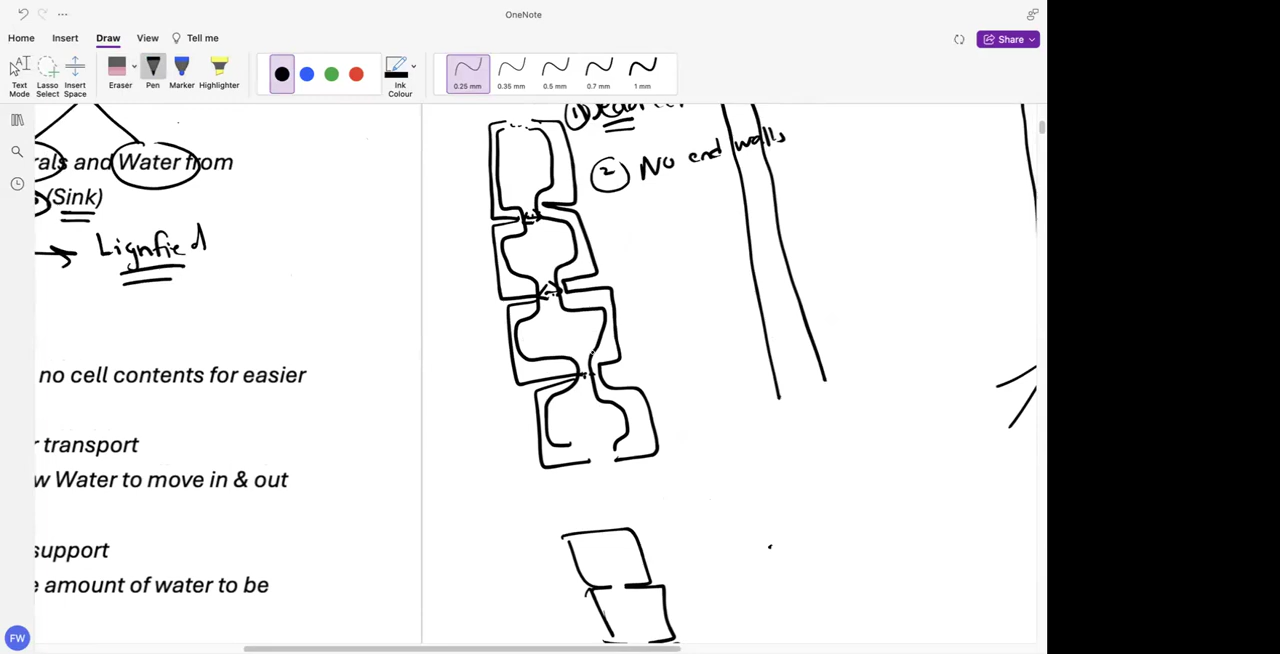 OneNote
Home Insert Draw View Tell me
Share
Text Mode
Lasso Select
Insert Space
Eraser
Pen
Marker
Highlighter
Ink Colour
0.25 mm
0.35 mm
0.5 mm
0.7 mm
1 mm
rals and Water from
(Sink)
Lignfied
no cell contents for easier
r transport
w Water to move in & out
support
e amount of water to be
①
② No end walls
FW